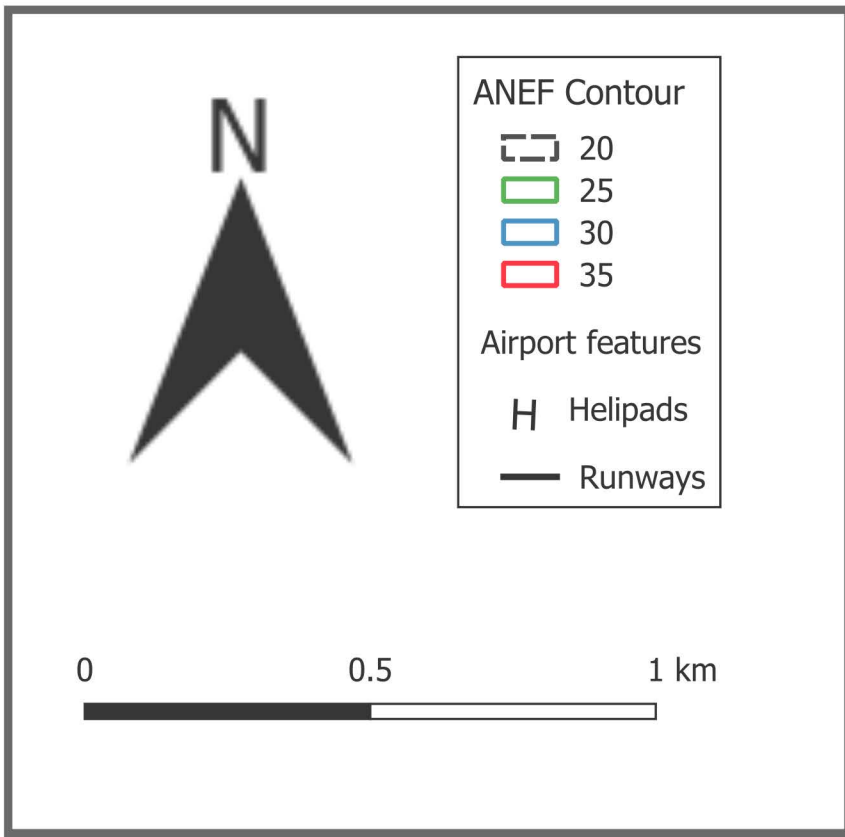 N
ANEF Contour
20
25
30
35
Airport features
H Helipads
Runways
0 0.5 1 km